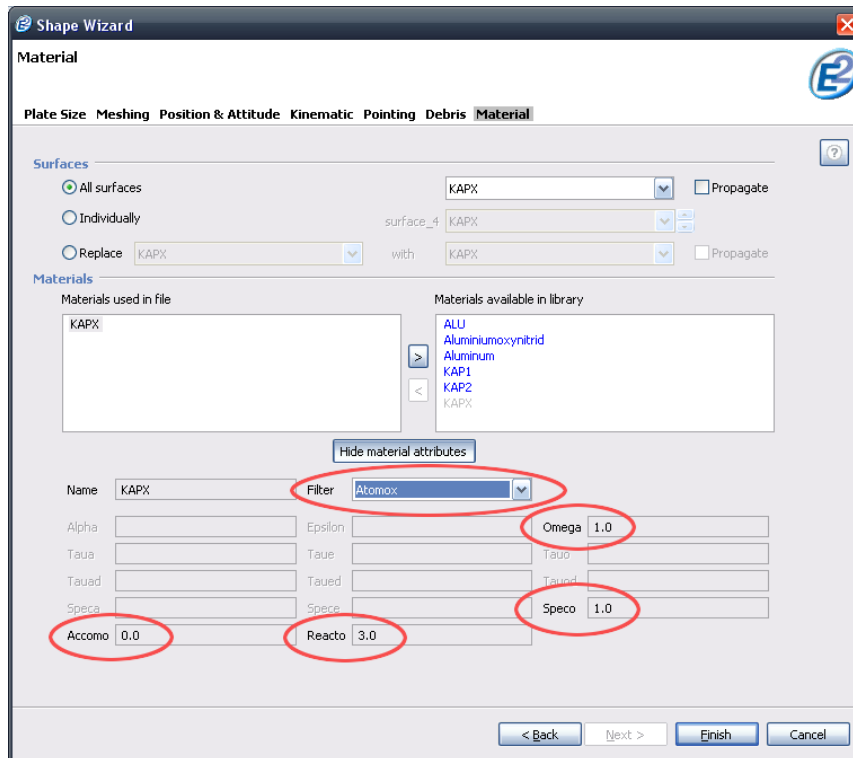 Shape Wizard
Material
E2
Plate Size Meshing Position & Attitude Kinematic Pointing Debris Material
?
Surfaces
All surfaces KAPX Propagate
Individually surface_4 KAPX
Replace KAPX with KAPX Propagate
Materials
Materials used in file Materials available in library
KAPX ALU
Aluminiumoxynitrid
> Aluminum
KAP1
< KAP2
KAPX
Hide material attributes
Name KAPX Filter Atomox
Alpha Epsilon Omega 1.0
Taua Taue Tauo
Tauad Taued Tauod
Speca Spece Speco 1.0
Accomo 0.0 Reacto 3.0
< Back Next > Finish Cancel